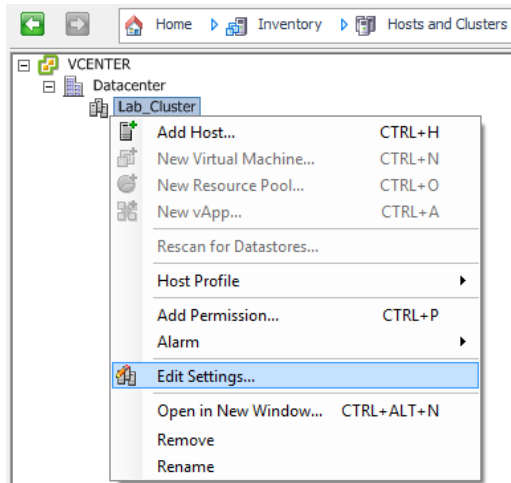 Home Inventory Hosts and Clusters
VCENTER
Datacenter
Lab_Cluster
Add Host... CTRL+H
New Virtual Machine... CTRL+N
New Resource Pool... CTRL+O
New vApp... CTRL+A
Rescan for Datastores...
Host Profile
Add Permission... CTRL+P
Alarm
Edit Settings...
Open in New Window... CTRL+ALT+N
Remove
Rename